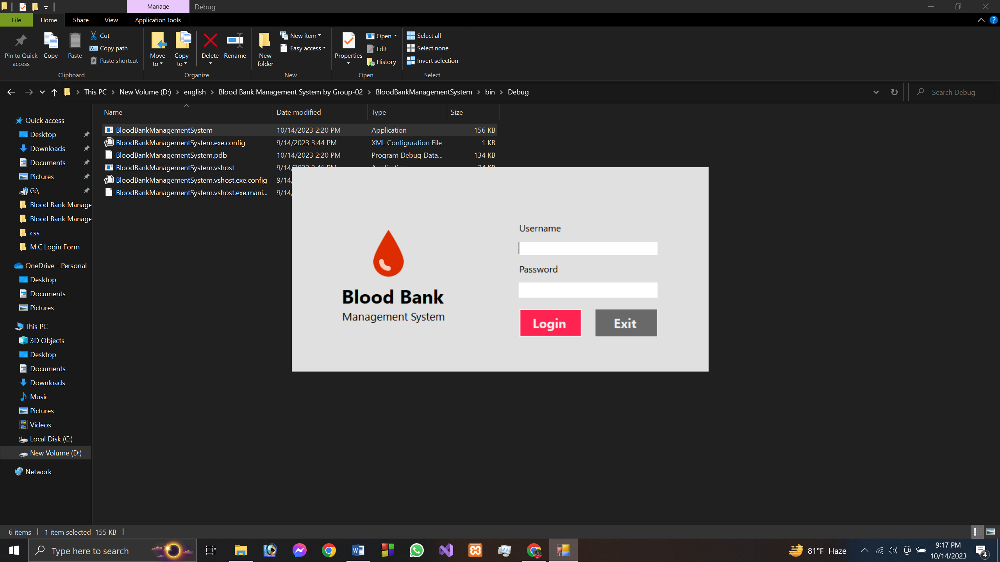 Manage
Debug
File
Home
Share
View
Application Tools
Pin to Quick access
Copy
Paste
Cut
Copy path
Paste shortcut
Clipboard
Move to
Copy to
Delete
Rename
Organize
New folder
New item
Easy access
New
Properties
Open
Edit
History
Open
Select all
Select none
Invert selection
Select
This PC
New Volume (D:)
english
Blood Bank Management System by Group-02
BloodBankManagementSystem
bin
Debug
Search Debug
Name
Date modified
Type
Size
BloodBankManagementSystem 10/14/2023 2:20 PM Application 156 KB
BloodBankManagementSystem.exe.config 9/14/2023 3:44 PM XML Configuration File 1 KB
BloodBankManagementSystem.pdb 10/14/2023 2:20 PM Program Debug Data... 134 KB
BloodBankManagementSystem.vshost 9/14/2023 3:41 PM Application 24 KB
BloodBankManagementSystem.vshost.exe.config 9/14/
BloodBankManagementSystem.vshost.exe.mani... 9/14/
Quick access
Desktop
Downloads
Documents
Pictures
G:\
Blood Bank Manage
Blood Bank Manage
css
M.C Login Form
OneDrive - Personal
Desktop
Documents
Pictures
This PC
3D Objects
Desktop
Documents
Downloads
Music
Pictures
Videos
Local Disk (C:)
New Volume (D:)
Network
Blood Bank
Management System
Username
Password
Login
Exit
6 items
1 item selected 155 KB
Type here to search
81°F Haze
9:17 PM
10/14/2023
4